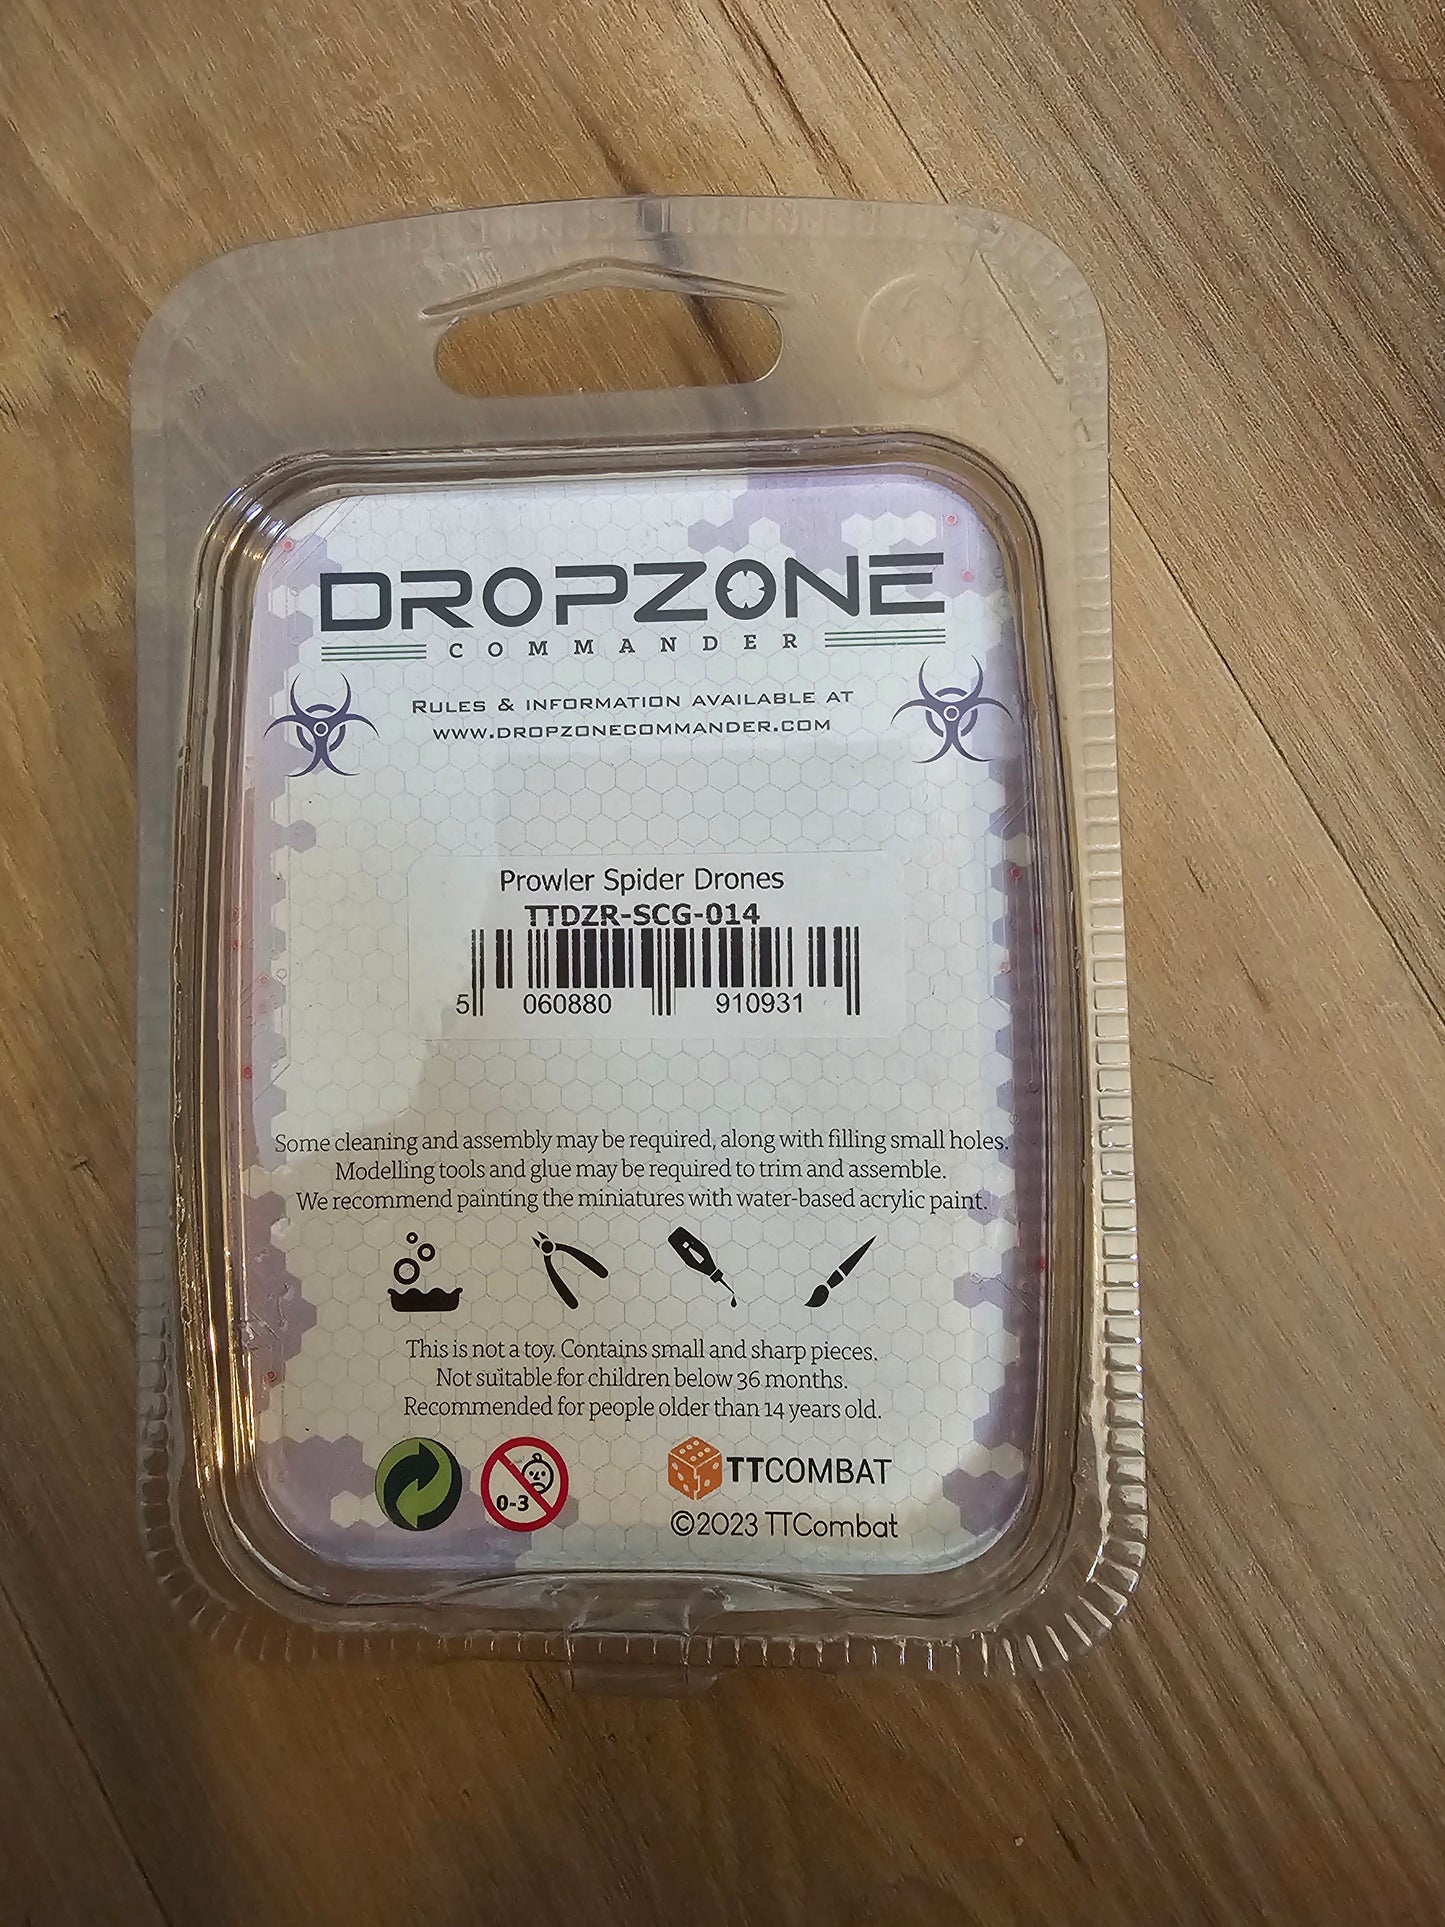 DROPZONE
COMMANDER
RULES & INFORMATION AVAILABLE AT
WWW.DROPZONECOMMANDER.COM
Prowler Spider Drones
TTDZR-SCG-014
5 060880 910931
Some cleaning and assembly may be required, along with filling small holes.
Modelling tools and glue may be required to trim and assemble.
We recommend painting the miniatures with water-based acrylic paint.
This is not a toy. Contains small and sharp pieces.
Not suitable for children below 36 months.
Recommended for people older than 14 years old.
0-3
TTCOMBAT
©2023 TTCombat